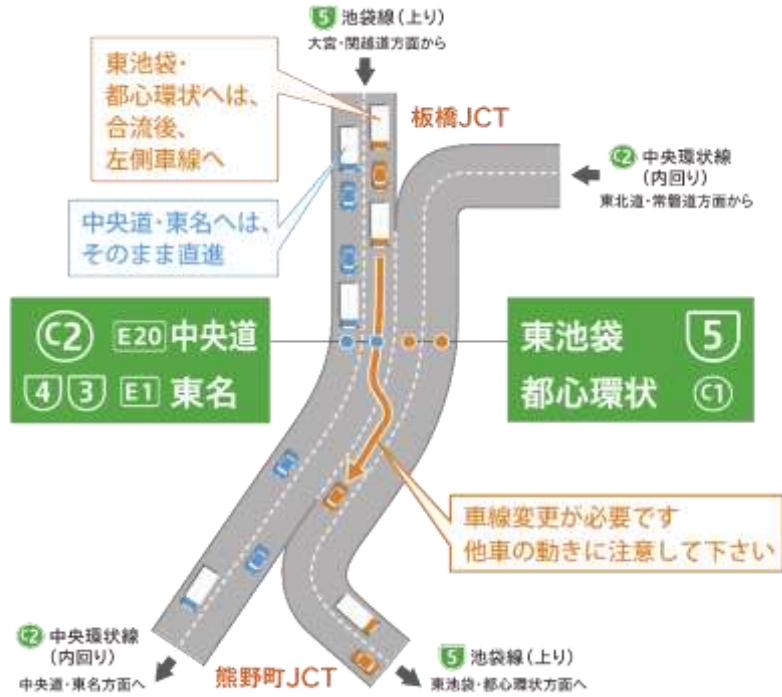 5 池袋線(上り)
大宮・関越道方面から
東池袋・
都心環状へは、
合流後、
左側車線へ
板橋JCT
C2 中央環状線
(内回り)
東北道・常磐道方面から
中央道・東名へは、
そのまま直進
C2 E20 中央道
4 3 E1 東名
東池袋 5
都心環状 C1
車線変更が必要です
他車の動きに注意して下さい
C2 中央環状線
(内回り)
中央道・東名方面へ
熊野町JCT
5 池袋線(上り)
東池袋・都心環状方面へ